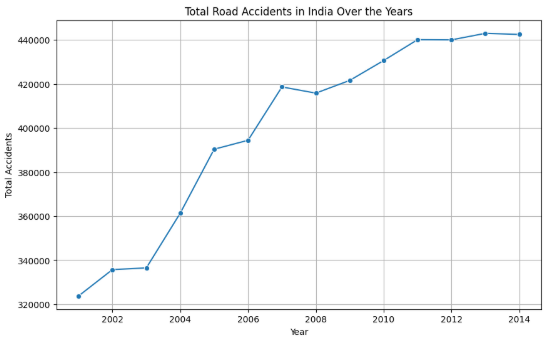 Total Road Accidents in India Over the Years
440000
420000
400000
380000
360000
340000
320000
Total Accidents
2002 2004 2006 2008 2010 2012 2014
Year